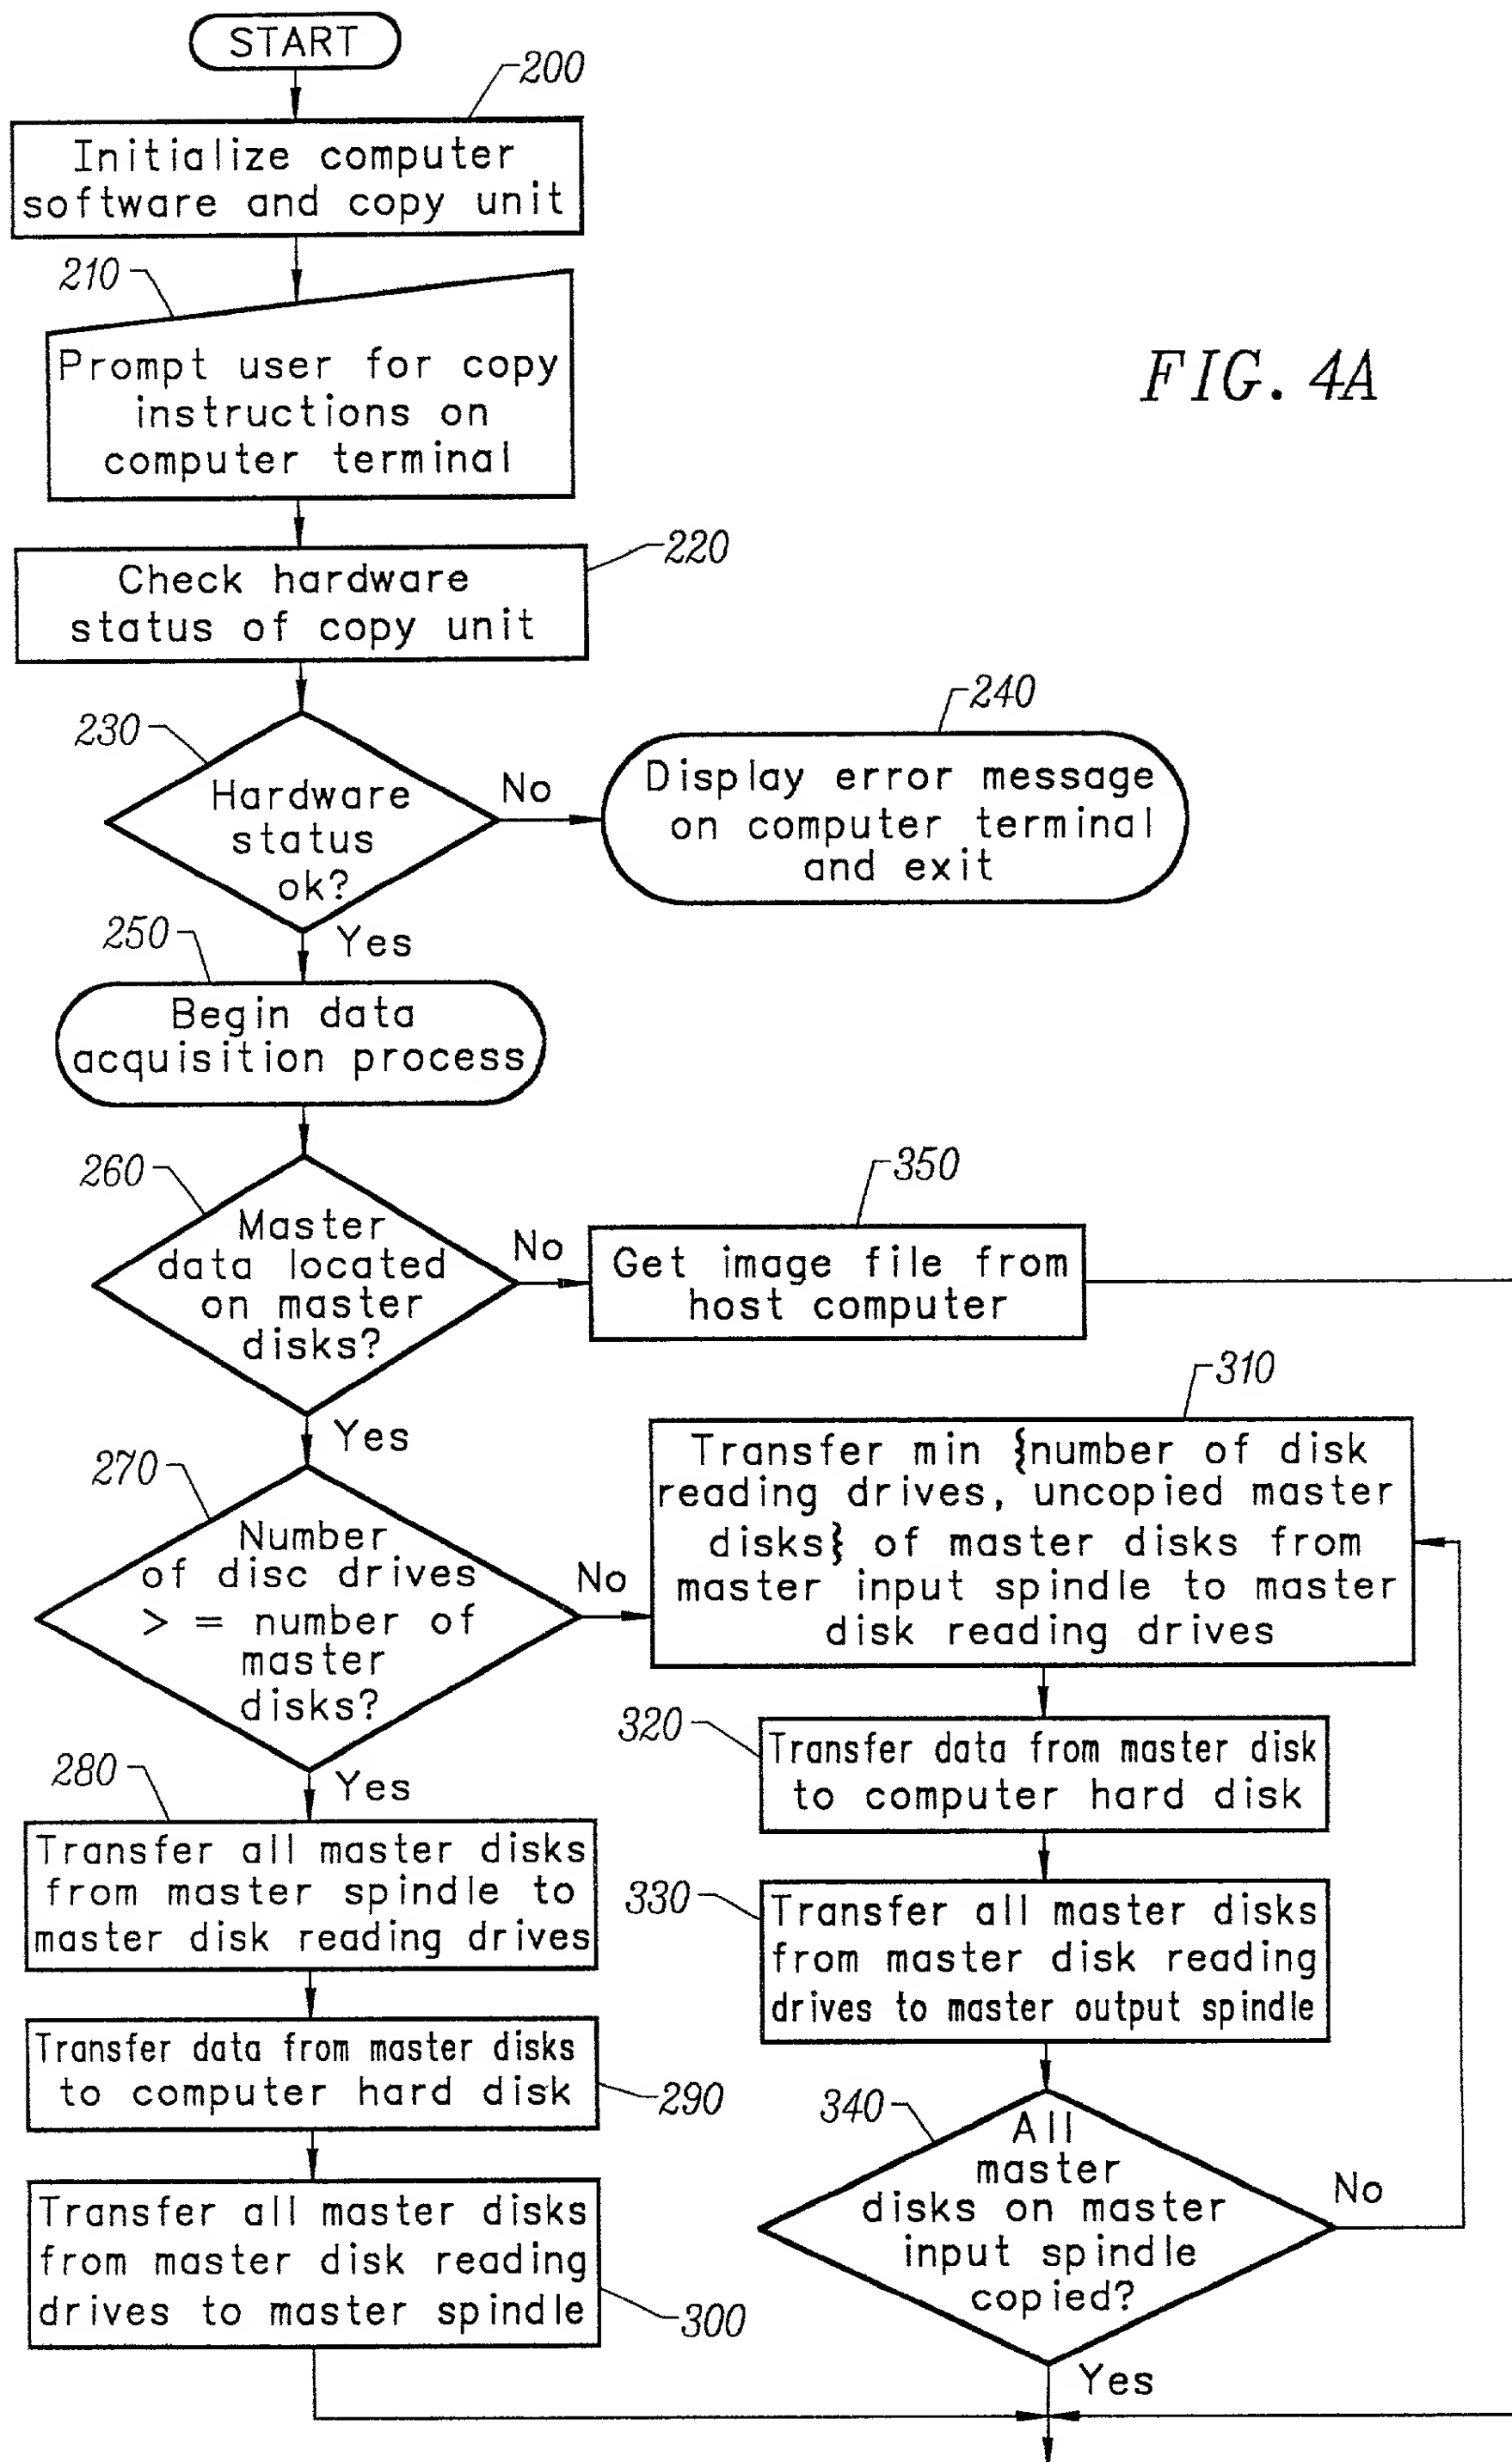 START
200
Initialize computer
software and copy unit
210
Prompt user for copy
instructions on
computer terminal
FIG. 4A
220
Check hardware
status of copy unit
230
Hardware
status
ok?
No
240
Display error message
on computer terminal
and exit
Yes
250
Begin data
acquisition process
260
Master
data located
on master
disks?
No
350
Get image file from
host computer
Yes
270
Number
of disc drives
> = number of
master
disks?
No
310
Transfer min {number of disk
reading drives, uncopied master
disks} of master disks from
master input spindle to master
disk reading drives
320
Transfer data from master disk
to computer hard disk
330
Transfer all master disks
from master disk reading
drives to master output spindle
340
All
master
disks on master
input spindle
copied?
No
Yes
Yes
280
Transfer all master disks
from master spindle to
master disk reading drives
Transfer data from master disks
to computer hard disk
290
Transfer all master disks
from master disk reading
drives to master spindle
300